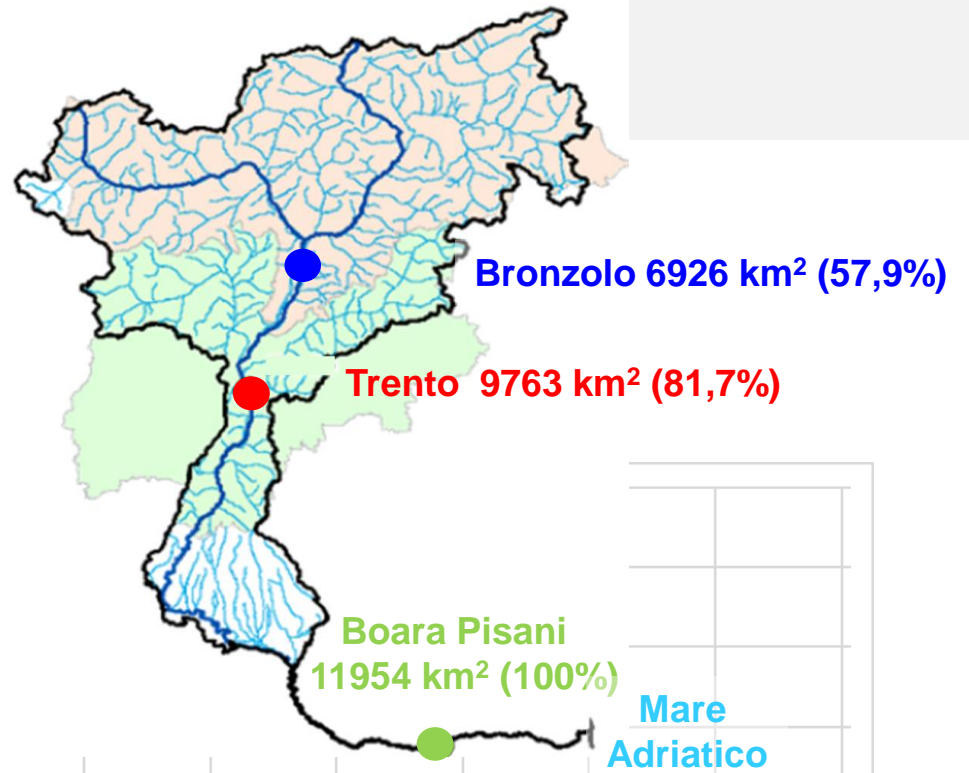 Bronzolo 6926 km² (57,9%)
Trento 9763 km² (81,7%)
Boara Pisani
11954 km² (100%)
Mare
Adriatico